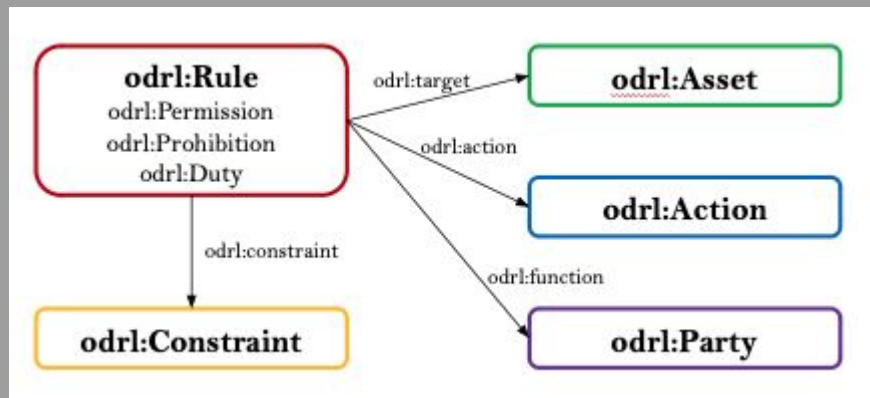 odrl:Rule
odrl:Permission
odrl:Prohibition
odrl:Duty
odrl:target
odrl:Asset
odrl:action
odrl:Action
odrl:constraint
odrl:function
odrl:Constraint
odrl:Party